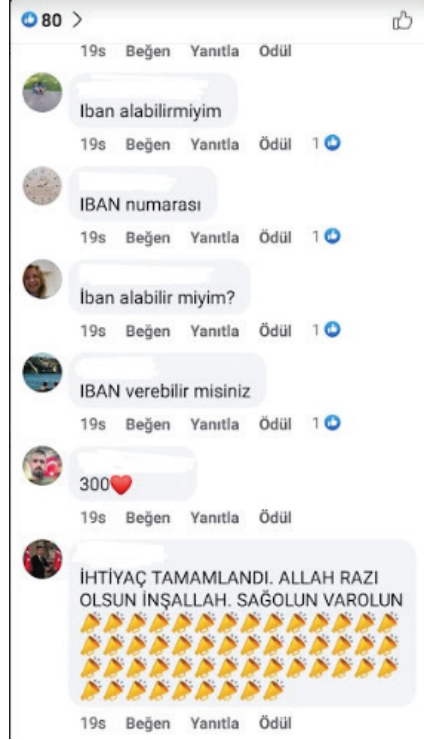 80 >
19s Beğen Yanıtla Ödül
Iban alabilirmiyim
19s Beğen Yanıtla Ödül 1
IBAN numarası
19s Beğen Yanıtla Ödül 1
İban alabilir miyim?
19s Beğen Yanıtla Ödül 1
IBAN verebilir misiniz
19s Beğen Yanıtla Ödül 1
300❤️
19s Beğen Yanıtla Ödül
İHTİYAÇ TAMAMLANDI. ALLAH RAZI
OLSUN İNŞALLAH. SAĞOLUN VAROLUN
19s Beğen Yanıtla Ödül